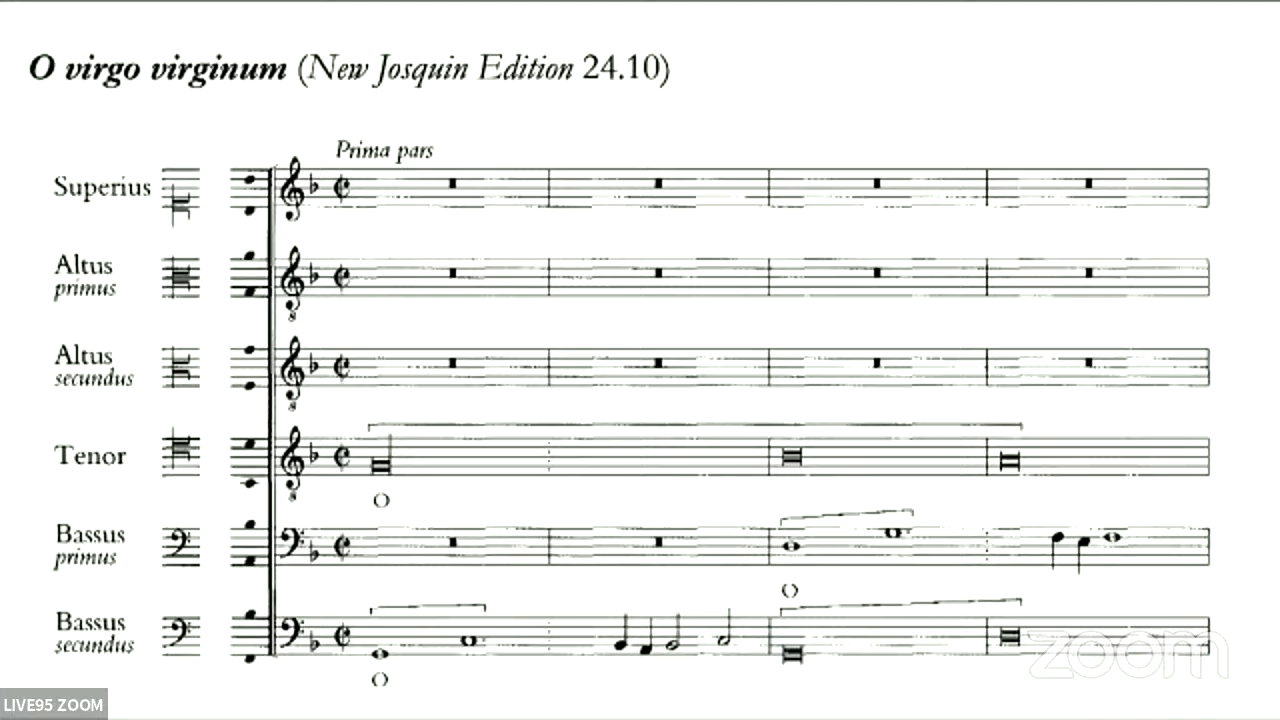 O virgo virginum (New Josquin Edition 24.10)
Prima pars
Superius
Altus
primus
Altus
secundus
Tenor
O
Bassus
primus
O
Bassus
secundus
O
zoom
LIVE95 ZOOM